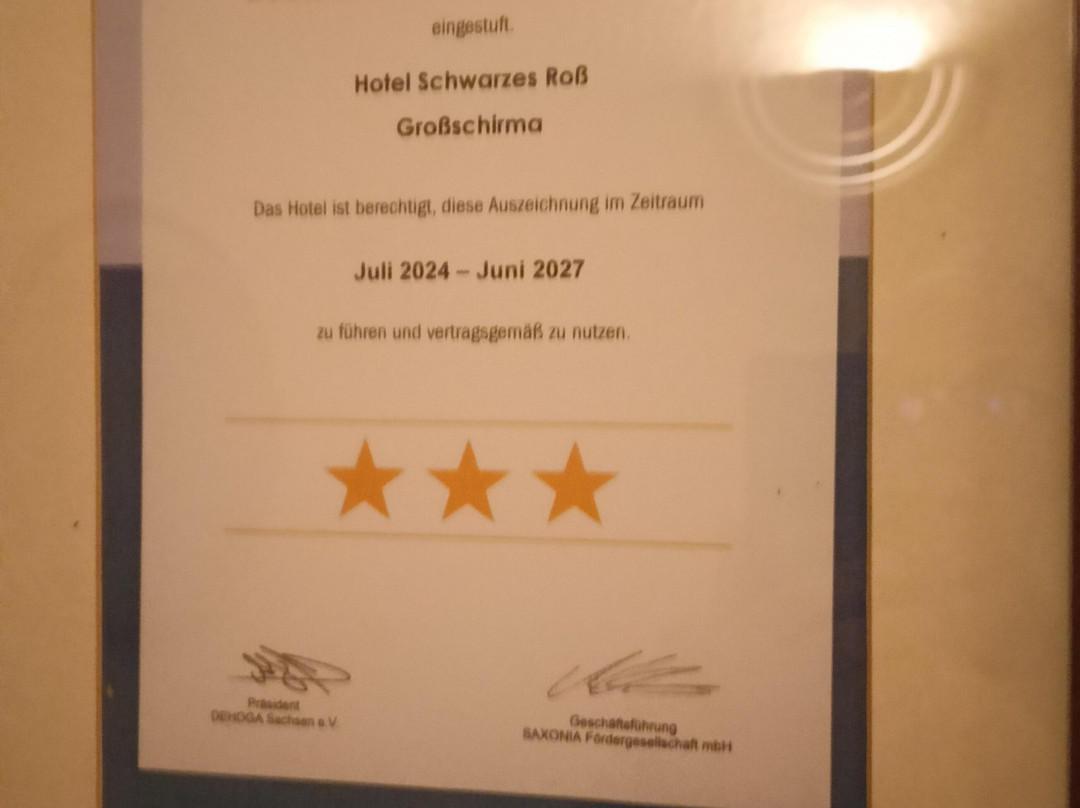 eingestuft.
Hotel Schwarzes Roß
Großschirma
Das Hotel ist berechtigt, diese Auszeichnung im Zeitraum
Juli 2024 – Juni 2027
zu führen und vertragsgemäß zu nutzen.
Präsident
DEHOGA Sachsen e.V.
Geschäftsführung
SAXONIA Fördergesellschaft mbH